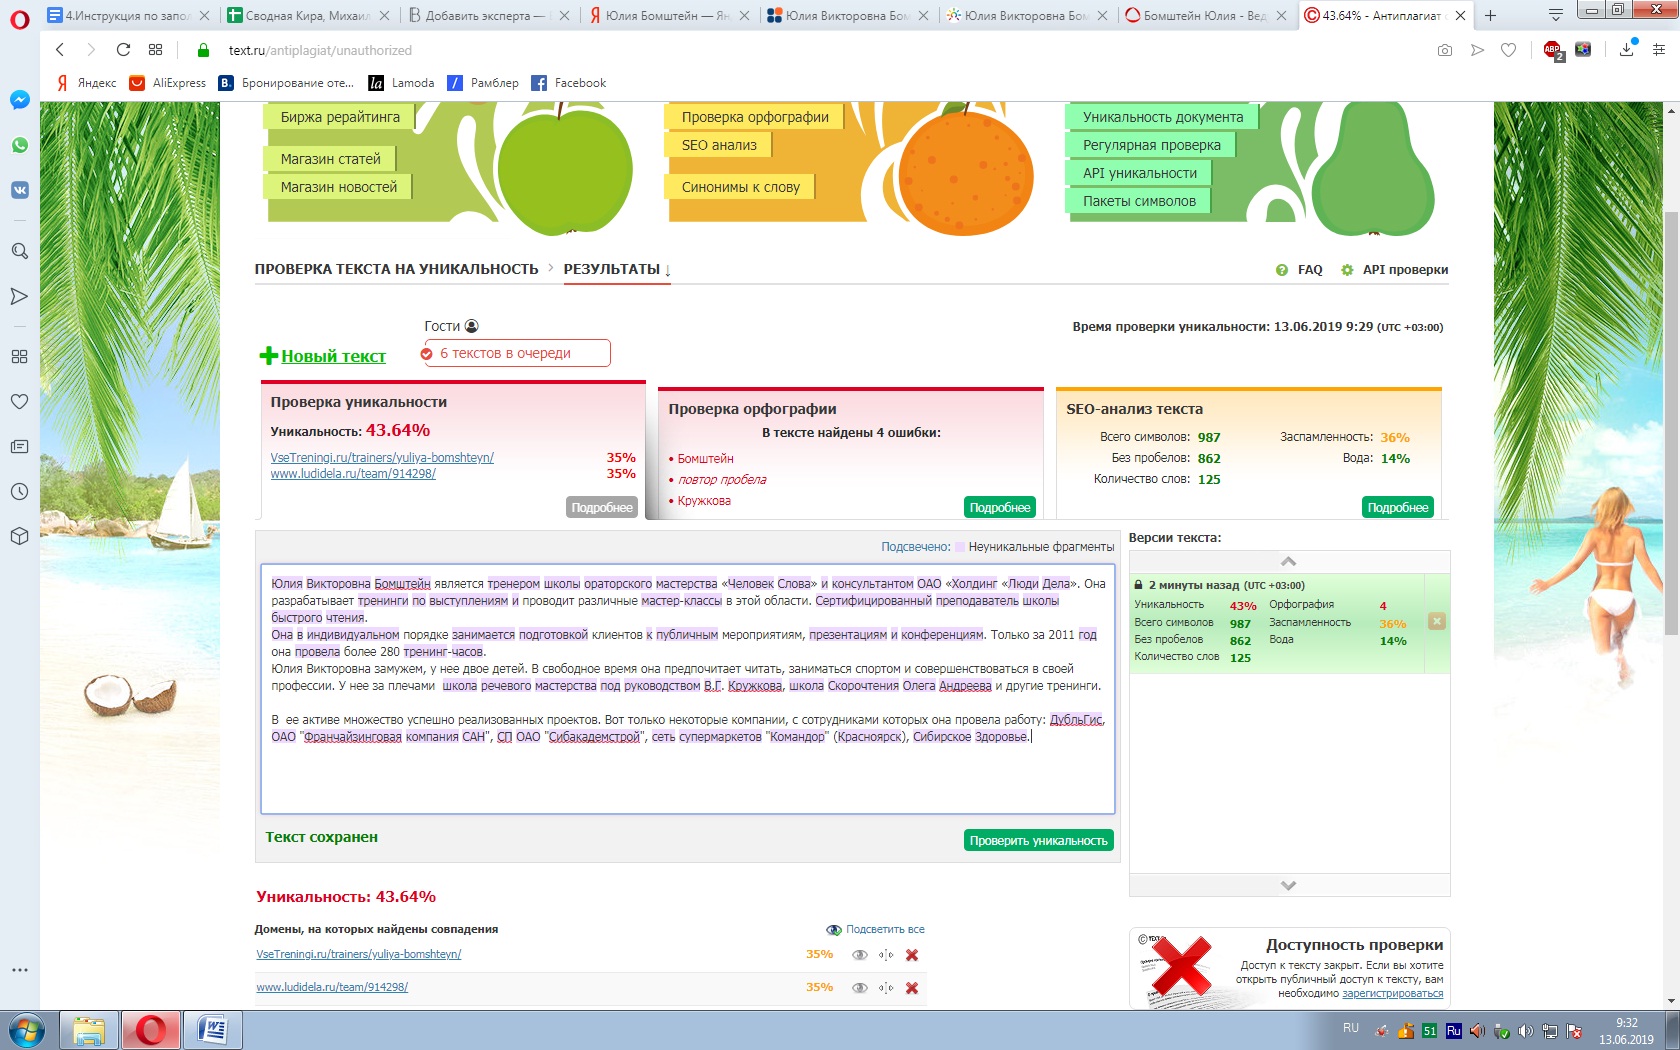 4.Инструкция по запол
Сводная Кира, Михаил
Добавить эксперта —
Юлия Бомштейн — Ян
Юлия Викторовна Бом
Юлия Викторовна Бом
Бомштейн Юлия - Вед
43.64% - Антиплагиат
text.ru/antiplagiat/unauthorized
ABP
2
Яндекс
AliExpress
Бронирование оте...
Lamoda
Рамблер
Facebook
Биржа рерайтинга
Магазин статей
Магазин новостей
Проверка орфографии
SEO анализ
Синонимы к слову
Уникальность документа
Регулярная проверка
API уникальности
Пакеты символов
ПРОВЕРКА ТЕКСТА НА УНИКАЛЬНОСТЬ > РЕЗУЛЬТАТЫ ↓
FAQ
API проверки
Гости
Время проверки уникальности: 13.06.2019 9:29 (UTC +03:00)
Новый текст
6 текстов в очереди
Проверка уникальности
Уникальность: 43.64%
VseTreningi.ru/trainers/yuliya-bomshteyn/ 35%
www.ludidela.ru/team/914298/ 35%
Подробнее
Проверка орфографии
В тексте найдены 4 ошибки:
• Бомштейн
• повтор пробела
• Кружкова
Подробнее
SEO-анализ текста
Всего символов: 987 Заспамленность: 36%
Без пробелов: 862 Вода: 14%
Количество слов: 125
Подробнее
Подсвечено: Неуникальные фрагменты
Юлия Викторовна Бомштейн является тренером школы ораторского мастерства «Человек Слова» и консультантом ОАО «Холдинг «Люди Дела». Она
разрабатывает тренинги по выступлениям и проводит различные мастер-классы в этой области. Сертифицированный преподаватель школы
быстрого чтения.
Она в индивидуальном порядке занимается подготовкой клиентов к публичным мероприятиям, презентациям и конференциям. Только за 2011 год
она провела более 280 тренинг-часов.
Юлия Викторовна замужем, у нее двое детей. В свободное время она предпочитает читать, заниматься спортом и совершенствоваться в своей
профессии. У нее за плечами  школа речевого мастерства под руководством В.Г. Кружкова, школа Скорочтения Олега Андреева и другие тренинги.
В  ее активе множество успешно реализованных проектов. Вот только некоторые компании, с сотрудниками которых она провела работу: ДубльГис,
ОАО "Франчайзинговая компания САН", СП ОАО "Сибакадемстрой", сеть супермаркетов "Командор" (Красноярск), Сибирское Здоровье.
Текст сохранен
Проверить уникальность
Версии текста:
2 минуты назад (UTC +03:00)
Уникальность 43% Орфография 4
Всего символов 987 Заспамленность 36%
Без пробелов 862 Вода 14%
Количество слов 125
Уникальность: 43.64%
Домены, на которых найдены совпадения
Подсветить все
VseTreningi.ru/trainers/yuliya-bomshteyn/ 35%
www.ludidela.ru/team/914298/ 35%
Доступность проверки
Доступ к тексту закрыт. Если вы хотите
открыть публичный доступ к тексту, вам
необходимо зарегистрироваться
RU
51
Ru
9:32
13.06.2019